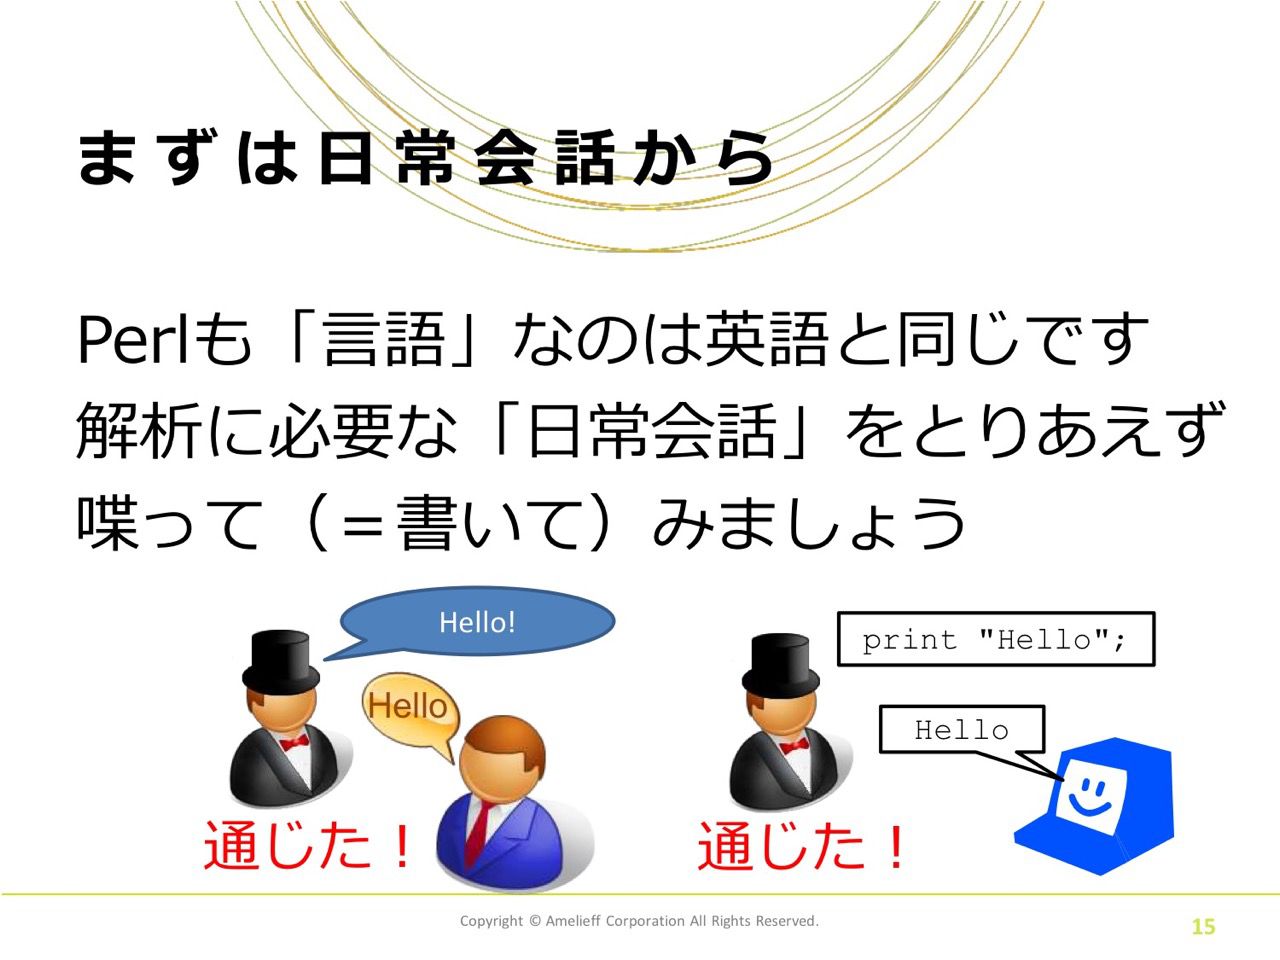 まずは日常会話から
Perlも「言語」なのは英語と同じです
解析に必要な「日常会話」をとりあえず
喋って（＝書いて）みましょう
Hello!
Hello
通じた！
print "Hello";
Hello
通じた！
Copyright © Amelieff Corporation All Rights Reserved.
15